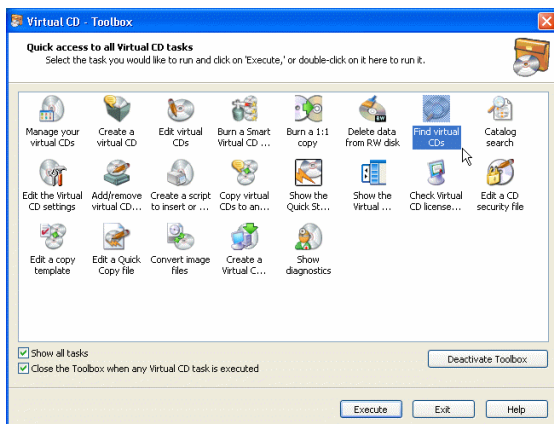 Virtual CD - Toolbox
Quick access to all Virtual CD tasks
Select the task you would like to run and click on 'Execute,' or double-click on it here to run it.
Manage your virtual CDs
Create a virtual CD
Edit virtual CDs
Burn a Smart Virtual CD ...
Burn a 1:1 copy
Delete data from RW disk
Find virtual CDs
Catalog search
Edit the Virtual CD settings
Add/remove virtual CD...
Create a script to insert or ...
Copy virtual CDs to an...
Show the Quick St...
Show the Virtual ...
Check Virtual CD license...
Edit a CD security file
Edit a copy template
Edit a Quick Copy file
Convert image files
Create a Virtual C...
Show diagnostics
Show all tasks
Close the Toolbox when any Virtual CD task is executed
Deactivate Toolbox
Execute
Exit
Help